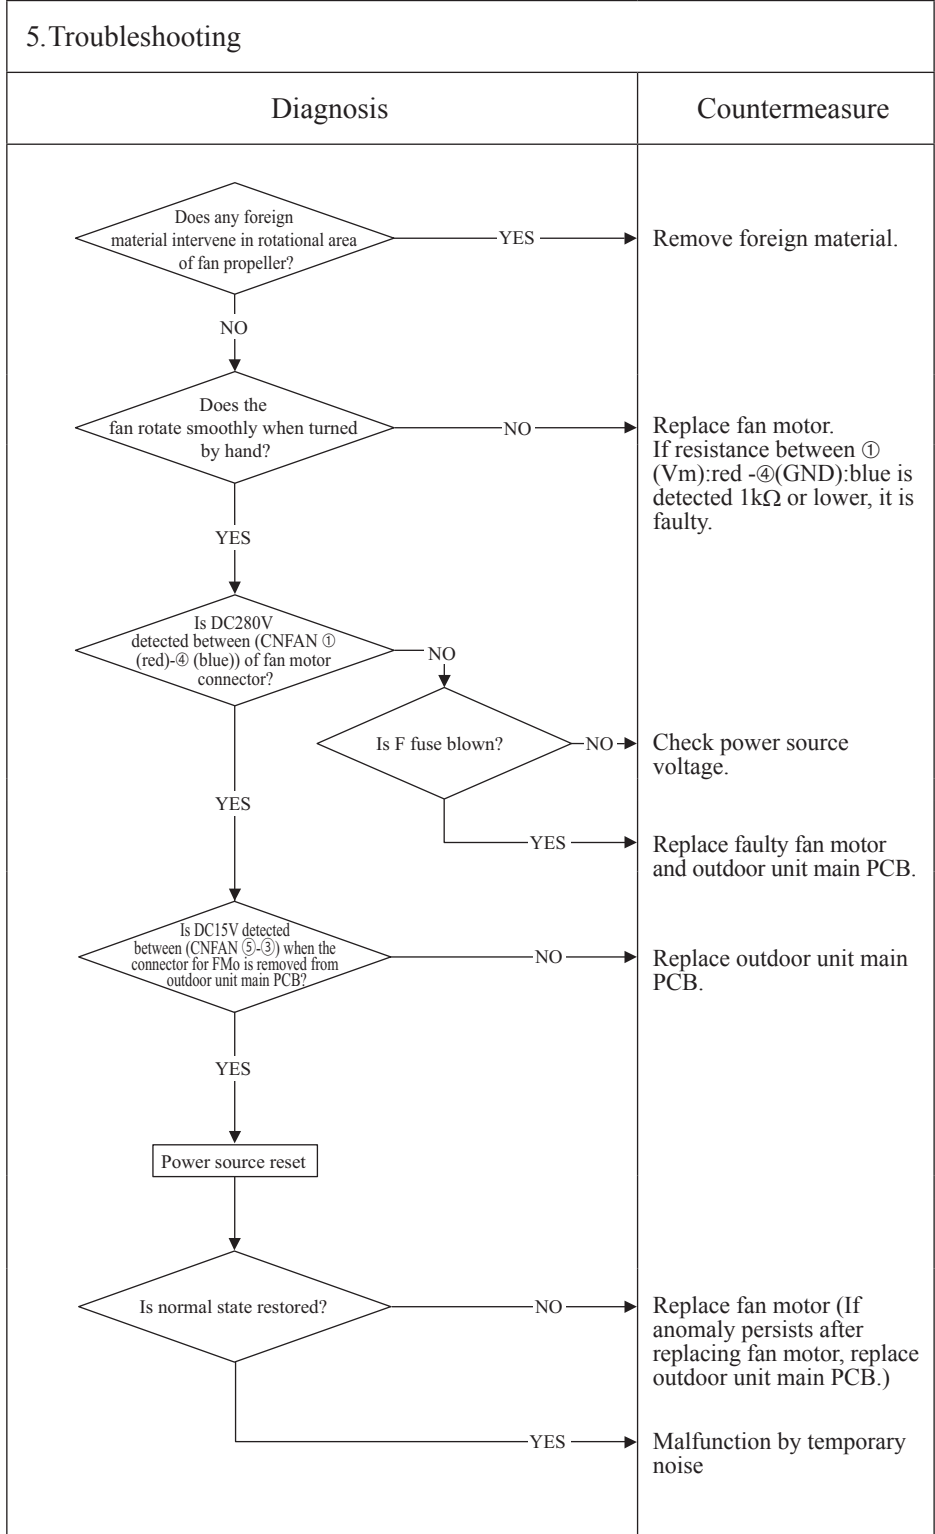 5.Troubleshooting
Diagnosis
Countermeasure
Does any foreign
material intervene in rotational area
of fan propeller?
YES
Remove foreign material.
NO
Does the
fan rotate smoothly when turned
by hand?
NO
Replace fan motor.
If resistance between ①
(Vm):red -④(GND):blue is
detected 1kΩ or lower, it is
faulty.
YES
Is DC280V
detected between (CNFAN ①
(red)-④ (blue)) of fan motor
connector?
NO
Is F fuse blown?
NO
Check power source
voltage.
YES
YES
Replace faulty fan motor
and outdoor unit main PCB.
Is DC15V detected
between (CNFAN ⑤-③) when the
connector for FMo is removed from
outdoor unit main PCB?
NO
Replace outdoor unit main
PCB.
YES
Power source reset
Is normal state restored?
NO
Replace fan motor (If
anomaly persists after
replacing fan motor, replace
outdoor unit main PCB.)
YES
Malfunction by temporary
noise